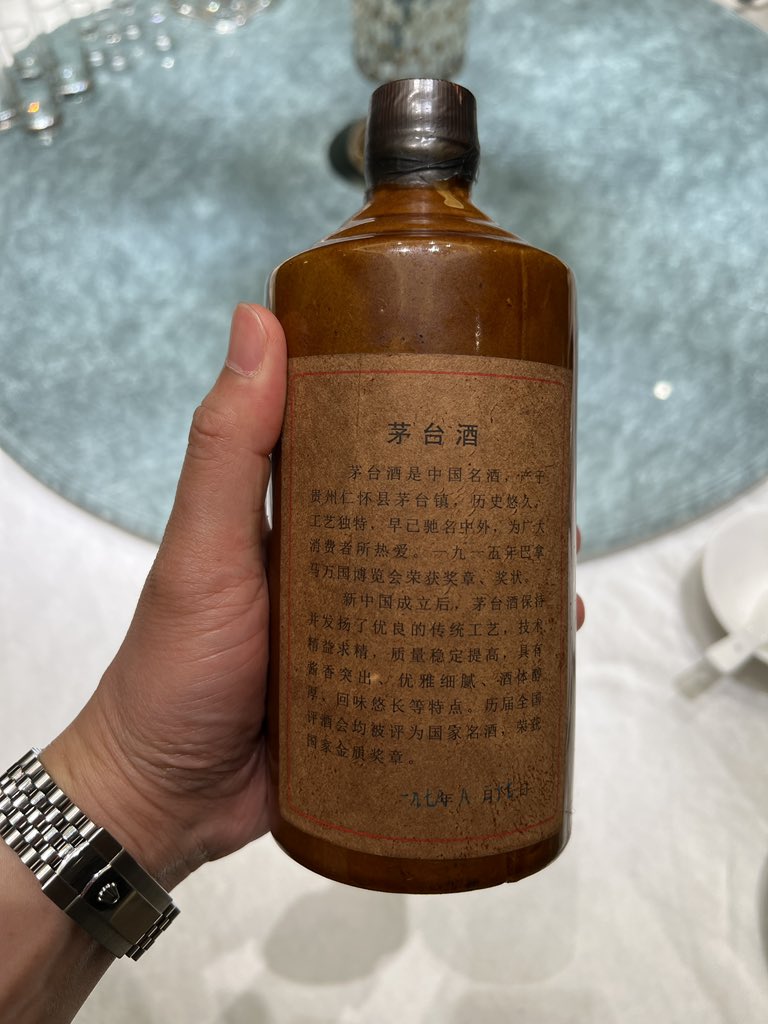 茅台酒
茅台酒是中国名酒，产于
贵州仁怀县茅台镇，历史悠久，
工艺独特，早已驰名中外，为广大
消费者所热爱。一九一五年巴拿
马万国博览会荣获奖章、奖状。
新中国成立后，茅台酒保持
并发扬了优良的传统工艺，技术
精益求精，质量稳定提高，具有
酱香突出、优雅细腻、酒体醇
厚、回味悠长等特点。历届全国
评酒会均被评为国家名酒，荣获
国家金质奖章。
年八月 日